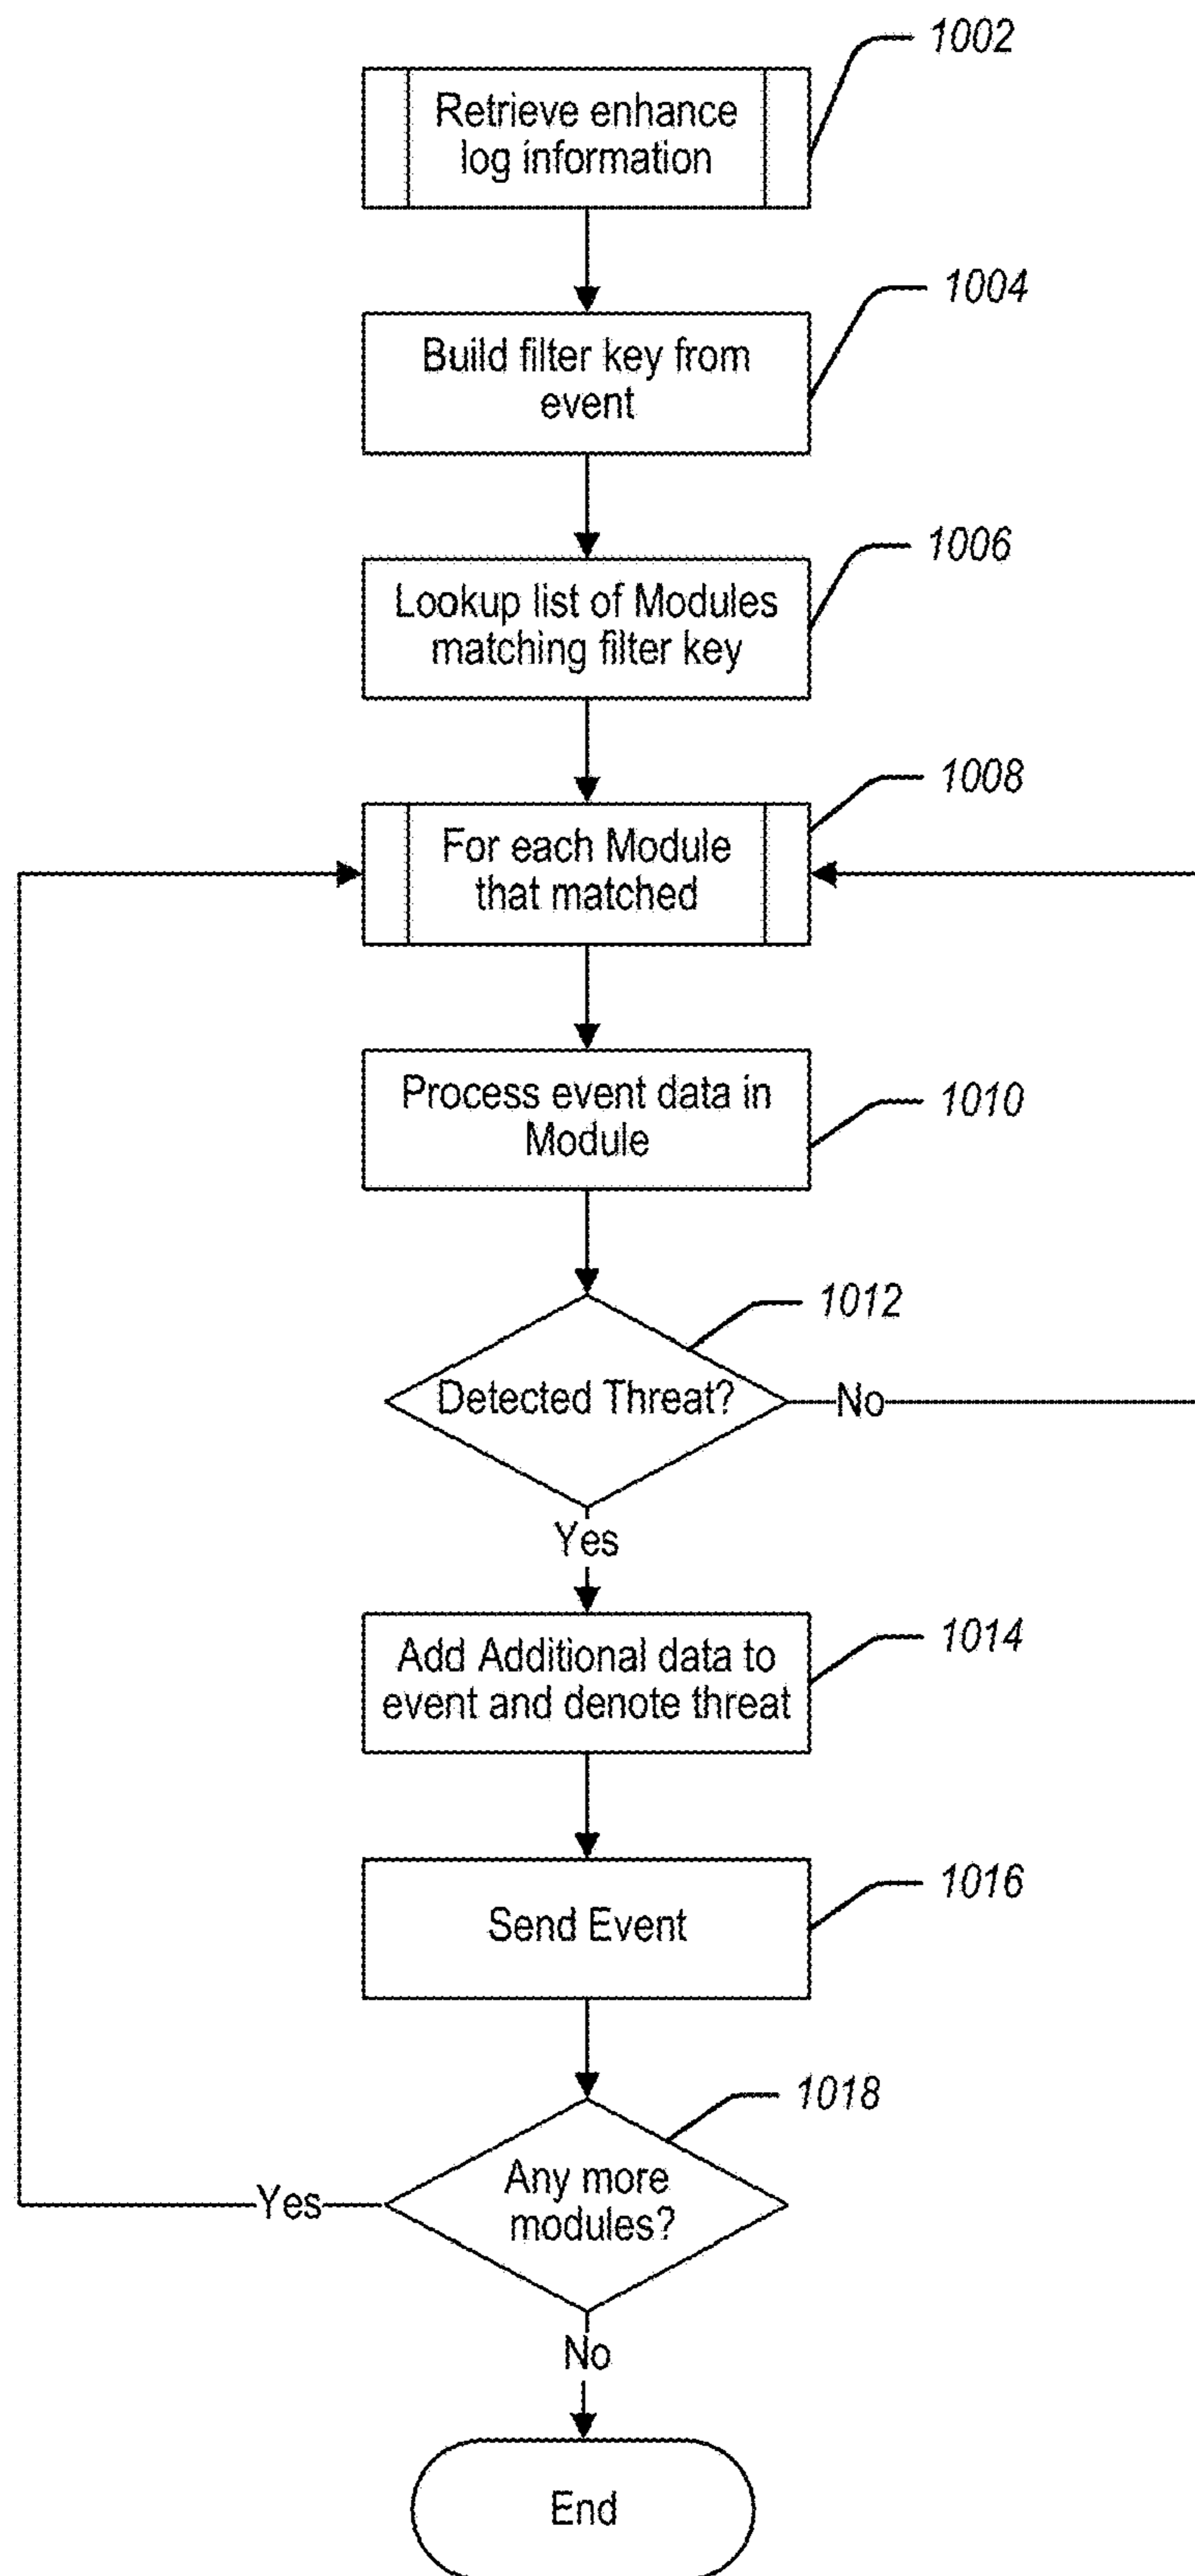 1002
Retrieve enhance
log information
1004
Build filter key from
event
1006
Lookup list of Modules
matching filter key
1008
For each Module
that matched
1010
Process event data in
Module
1012
Detected Threat?
No
Yes
1014
Add Additional data to
event and denote threat
1016
Send Event
1018
Any more
modules?
Yes
No
End